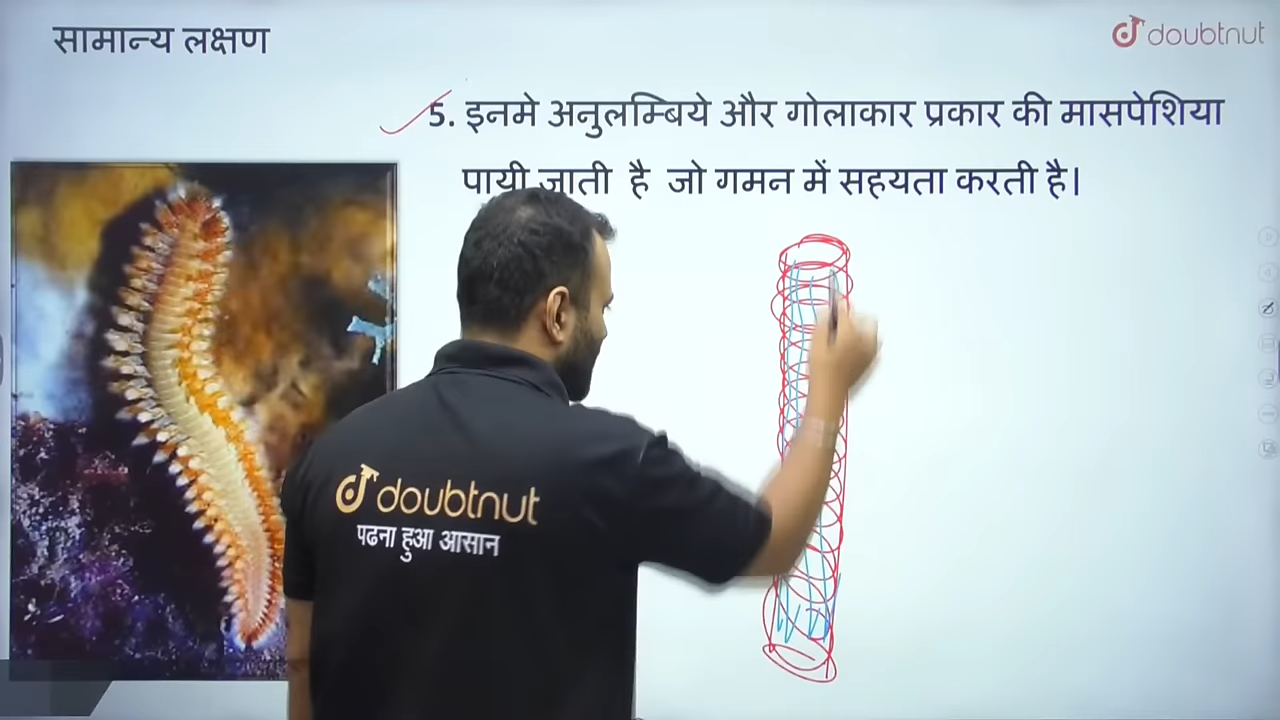 सामान्य लक्षण
doubtnut
5. इनमे अनुलम्बिये और गोलाकार प्रकार की मासपेशिया
पायी जाती है जो गमन में सहयता करती है।
doubtnut
पढना हुआ आसान